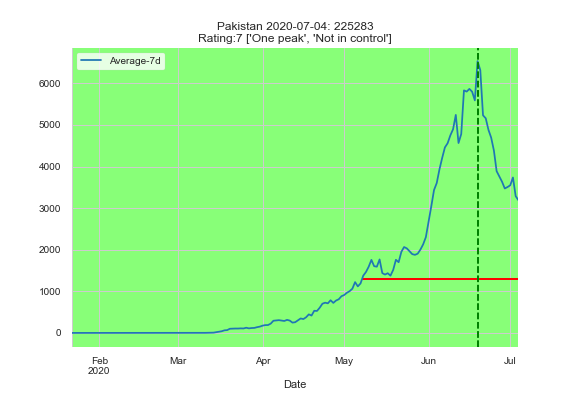 Pakistan 2020-07-04: 225283
Rating:7 ['One peak', 'Not in control']
Average-7d
6000
5000
4000
3000
2000
1000
0
Feb
2020
Mar
Apr
May
Jun
Jul
Date